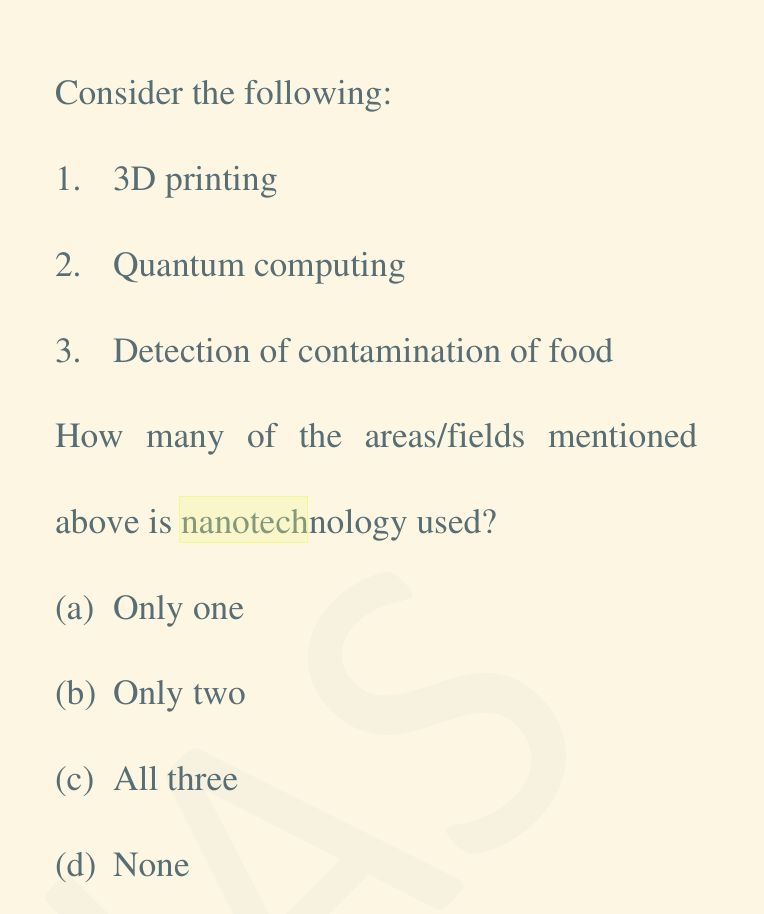 Consider the following:
1. 3D printing
2. Quantum computing
3. Detection of contamination of food
How many of the areas/fields mentioned
above is nanotechnology used?
(a) Only one
(b) Only two
(c) All three
(d) None